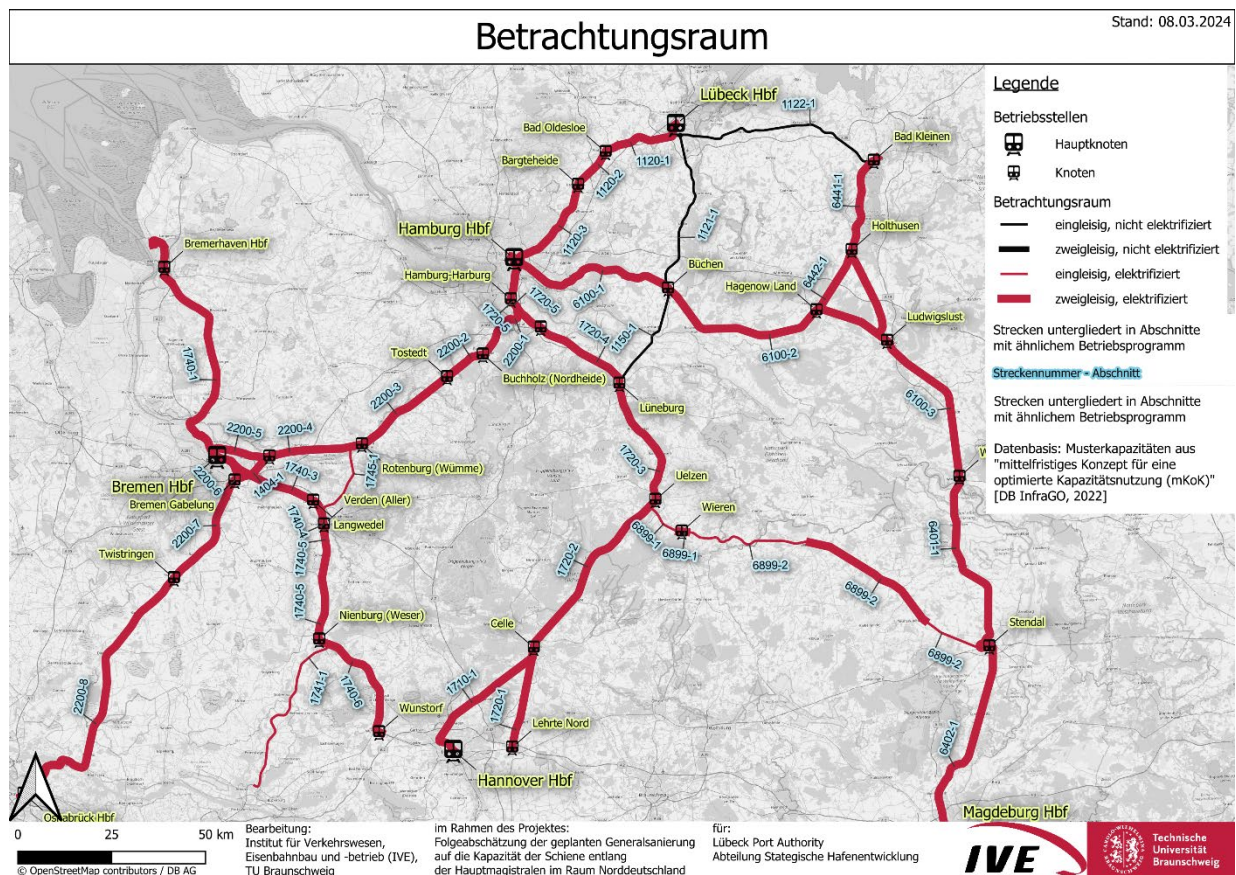 Betrachtungsraum
Stand: 08.03.2024
Legende
Betriebsstellen
Hauptknoten
Knoten
Betrachtungsraum
eingleisig, nicht elektrifiziert
zweigleisig, nicht elektrifiziert
eingleisig, elektrifiziert
zweigleisig, elektrifiziert
Strecken untergliedert in Abschnitte
mit ähnlichem Betriebsprogramm
Streckennummer - Abschnitt
Strecken untergliedert in Abschnitte
mit ähnlichem Betriebsprogramm
Datenbasis: Musterkapazitäten aus
"mittelfristiges Konzept für eine
optimierte Kapazitätsnutzung (mKoK)"
[DB InfraGO, 2022]
Lübeck Hbf
1122-1
Bad Oldesloe
Bad Kleinen
1120-1
Bargteheide
1120-2
6441-1
1121-1
Hamburg Hbf
1120-3
Holthusen
Bremerhaven Hbf
Hamburg-Harburg
Büchen
6442-1
Hagenow Land
1720-5
6100-1
1720-5
2200-1
1720-4
1150-1
Ludwigslust
2200-2
Tostedt
6100-2
Buchholz (Nordheide)
1740-1
2200-3
Lüneburg
6100-3
2200-5
2200-4
Rotenburg (Wümme)
1745-1
1740-3
1404-1
2200-6
Bremen Hbf
Bremen Gabelung
1720-3
Uelzen
W
Verden (Aller)
Wieren
Langwedel
1740-4
2200-7
6899-1
6899-1
6401-1
Twistringen
1740-5
1720-2
6899-2
1740-5
6899-2
Nienburg (Weser)
Celle
Stendal
6899-2
1741-1
1740-6
1710-1
2200-8
Wunstorf
1720-1
Lehrte Nord
6402-1
Hannover Hbf
Magdeburg Hbf
Osnabrück Hbf
0 25 50 km
© OpenStreetMap contributors / DB AG
Bearbeitung:
Institut für Verkehrswesen,
Eisenbahnbau und -betrieb (IVE),
TU Braunschweig
im Rahmen des Projektes:
Folgeabschätzung der geplanten Generalsanierung
auf die Kapazität der Schiene entlang
der Hauptmagistralen im Raum Norddeutschland
für:
Lübeck Port Authority
Abteilung Stategische Hafenentwicklung
IVE
Technische
Universität
Braunschweig